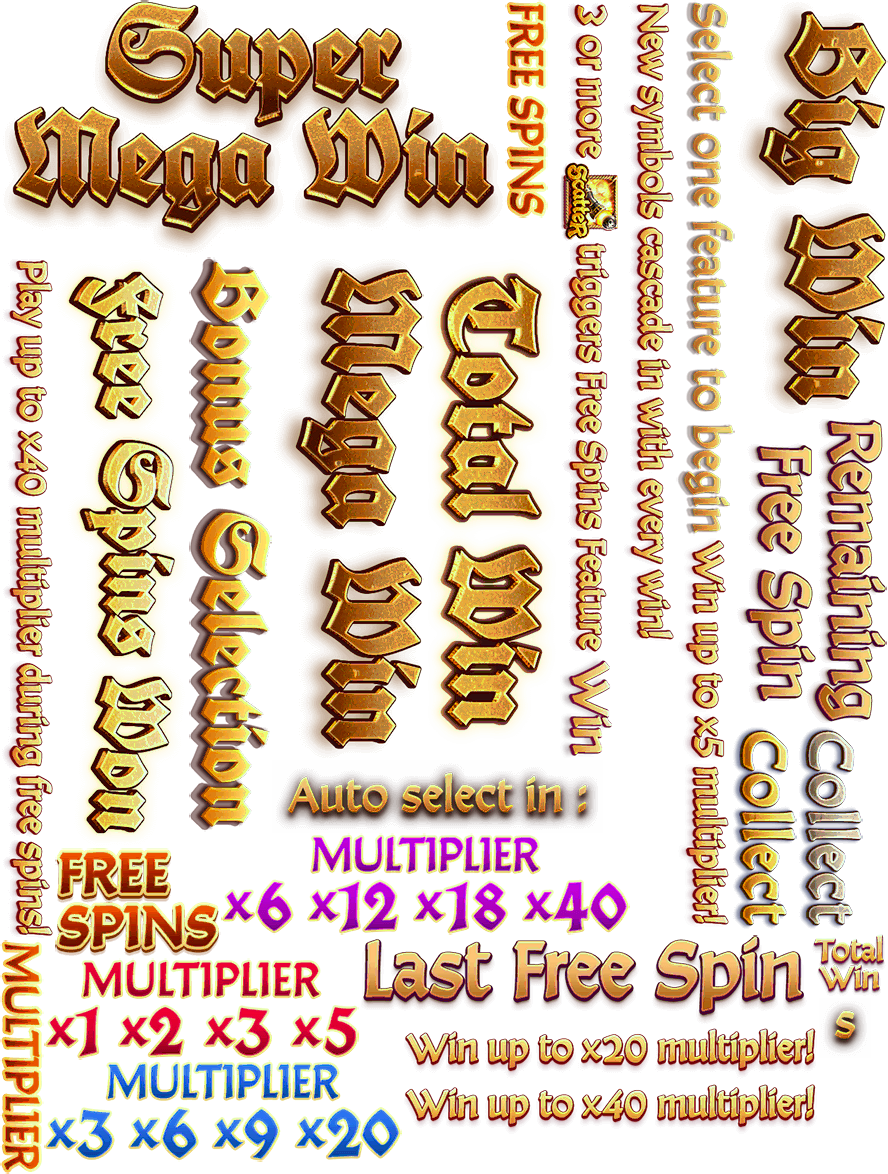 Super
Mega Win
FREE SPINS
3 or more Scatter triggers Free Spins Feature
New symbols cascade in with every win!
Select one feature to begin
Big Win
Play up to x40 multiplier during free spins!
Free Spins Won
Bonus Selection
Mega Win
Total Win
Win
Win up to x5 multiplier!
Remaining
Free Spin
Collect
Collect
Auto select in :
MULTIPLIER
x6 x12 x18 x40
FREE
SPINS
MULTIPLIER
MULTIPLIER
x1 x2 x3 x5
MULTIPLIER
x3 x6 x9 x20
Last Free Spin
Total
Win
s
Win up to x20 multiplier!
Win up to x40 multiplier!